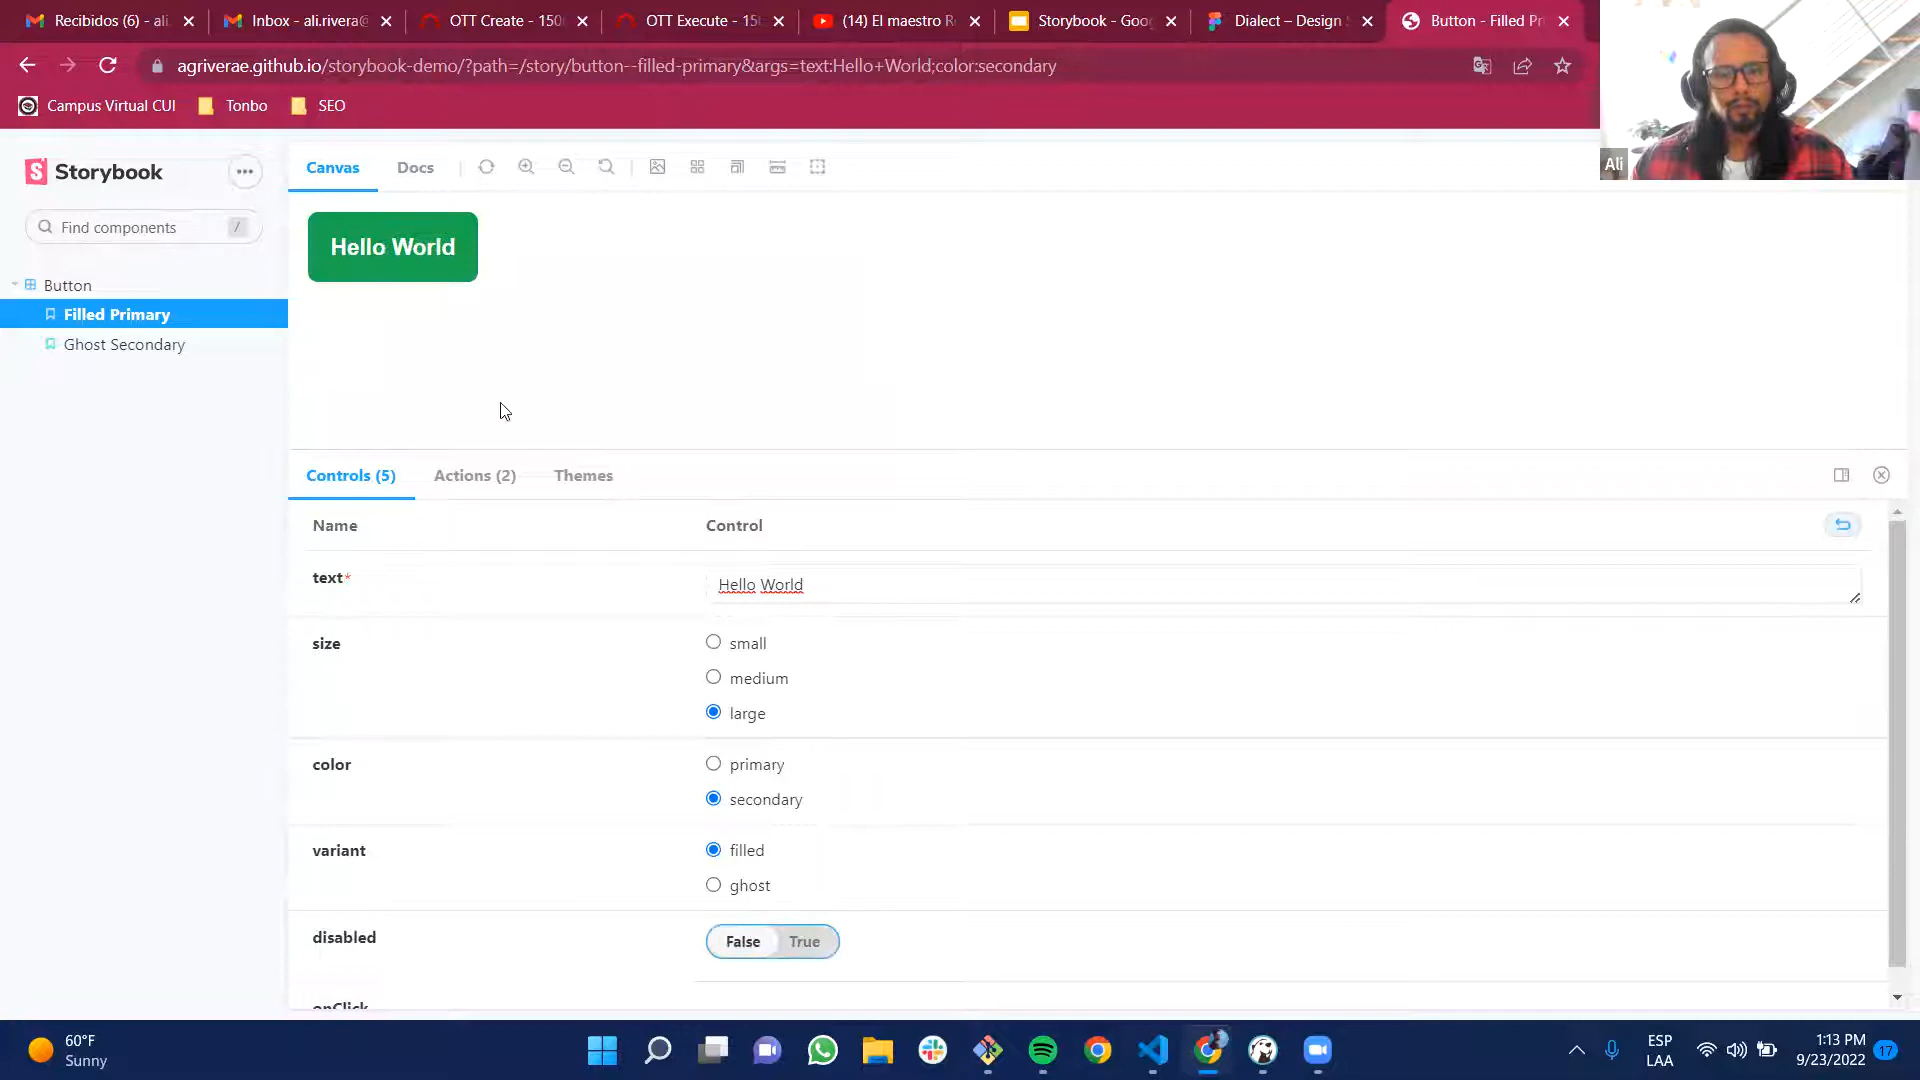 Recibidos (6) - ali
Inbox - ali.rivera@
OTT Create - 150
OTT Execute - 15
(14) El maestro R
Storybook - Goog
Dialect – Design
Button - Filled Pr
agriverae.github.io/storybook-demo/?path=/story/button--filled-primary&args=text:Hello+World;color:secondary
Campus Virtual CUI
Tonbo
SEO
Ali
Storybook
Canvas
Docs
Find components
/
Hello World
Button
Filled Primary
Ghost Secondary
Controls (5)
Actions (2)
Themes
Name
Control
text*
Hello World
size
small
medium
large
color
primary
secondary
variant
filled
ghost
disabled
False
True
onClick
60°F
Sunny
ESP
LAA
1:13 PM
9/23/2022
17